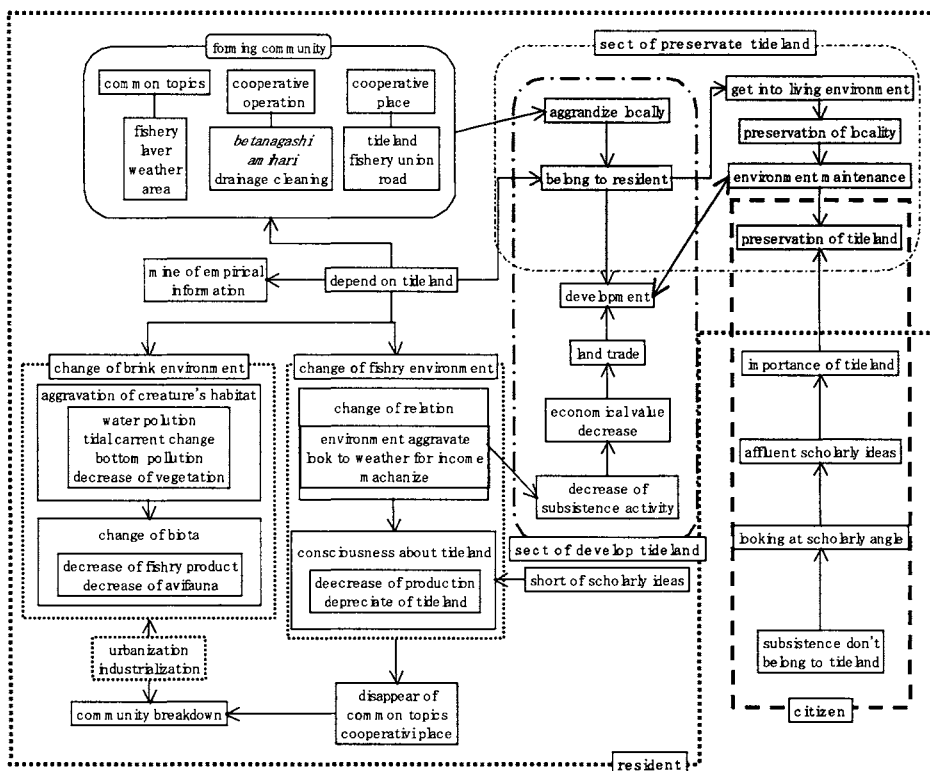 forming community
common topics
fishery
laver
weather
area
cooperative
operation
betanagashi
amihari
drainage cleaning
cooperative
place
tideland
fishery union
road
sect of preservate tideland
aggrandize locally
belong to resident
get into living environment
preservation of locality
environment maintenance
preservation of tideland
mine of empirical
information
depend on tideland
development
land trade
economical value
decrease
decrease of
subsistence activity
sect of develop tideland
importance of tideland
affluent scholarly ideas
looking at scholarly angle
subsistence don't
belong to tideland
citizen
change of brink environment
aggravation of creature's habitat
water polution
tidal carrent change
bottom pollution
decrease of vegetation
change of biota
decrease of fishry product
decrease of avifauna
urbanization
industrialization
community breakdown
change of fishry environment
change of relation
environment aggravate
look to weather for income
machanize
consciousness about tideland
deecrease of production
depreciate of tideland
short of scholarly ideas
disappear of
common topics
cooperativi place
resident